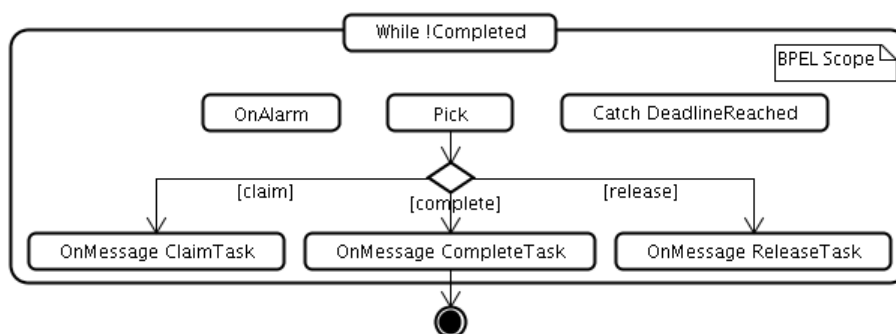 While !Completed
BPEL Scope
OnAlarm
Pick
Catch DeadlineReached
[claim]
[complete]
[release]
OnMessage ClaimTask
OnMessage CompleteTask
OnMessage ReleaseTask